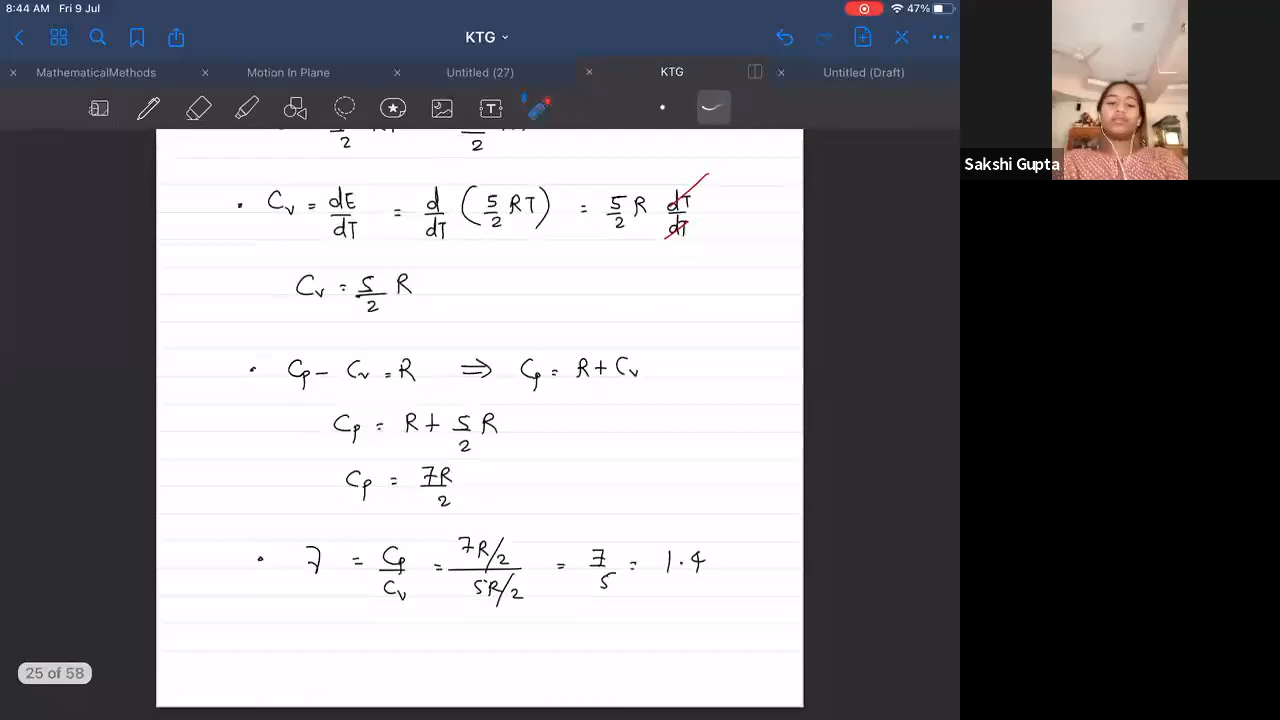 8:44 AM Fri 9 Jul
47%
KTG
MathematicalMethods
Motion In Plane
Untitled (27)
KTG
Untitled (Draft)
Sakshi Gupta
2 2
• Cv = dE/dT = d/dT (5/2 RT) = 5/2 R dT/dT
Cv = 5/2 R
• Cp - Cv = R ⇒ Cp = R + Cv
Cp = R + 5/2 R
Cp = 7R/2
• γ = Cp/Cv = 7R/2 / 5R/2 = 7/5 = 1.4
25 of 58